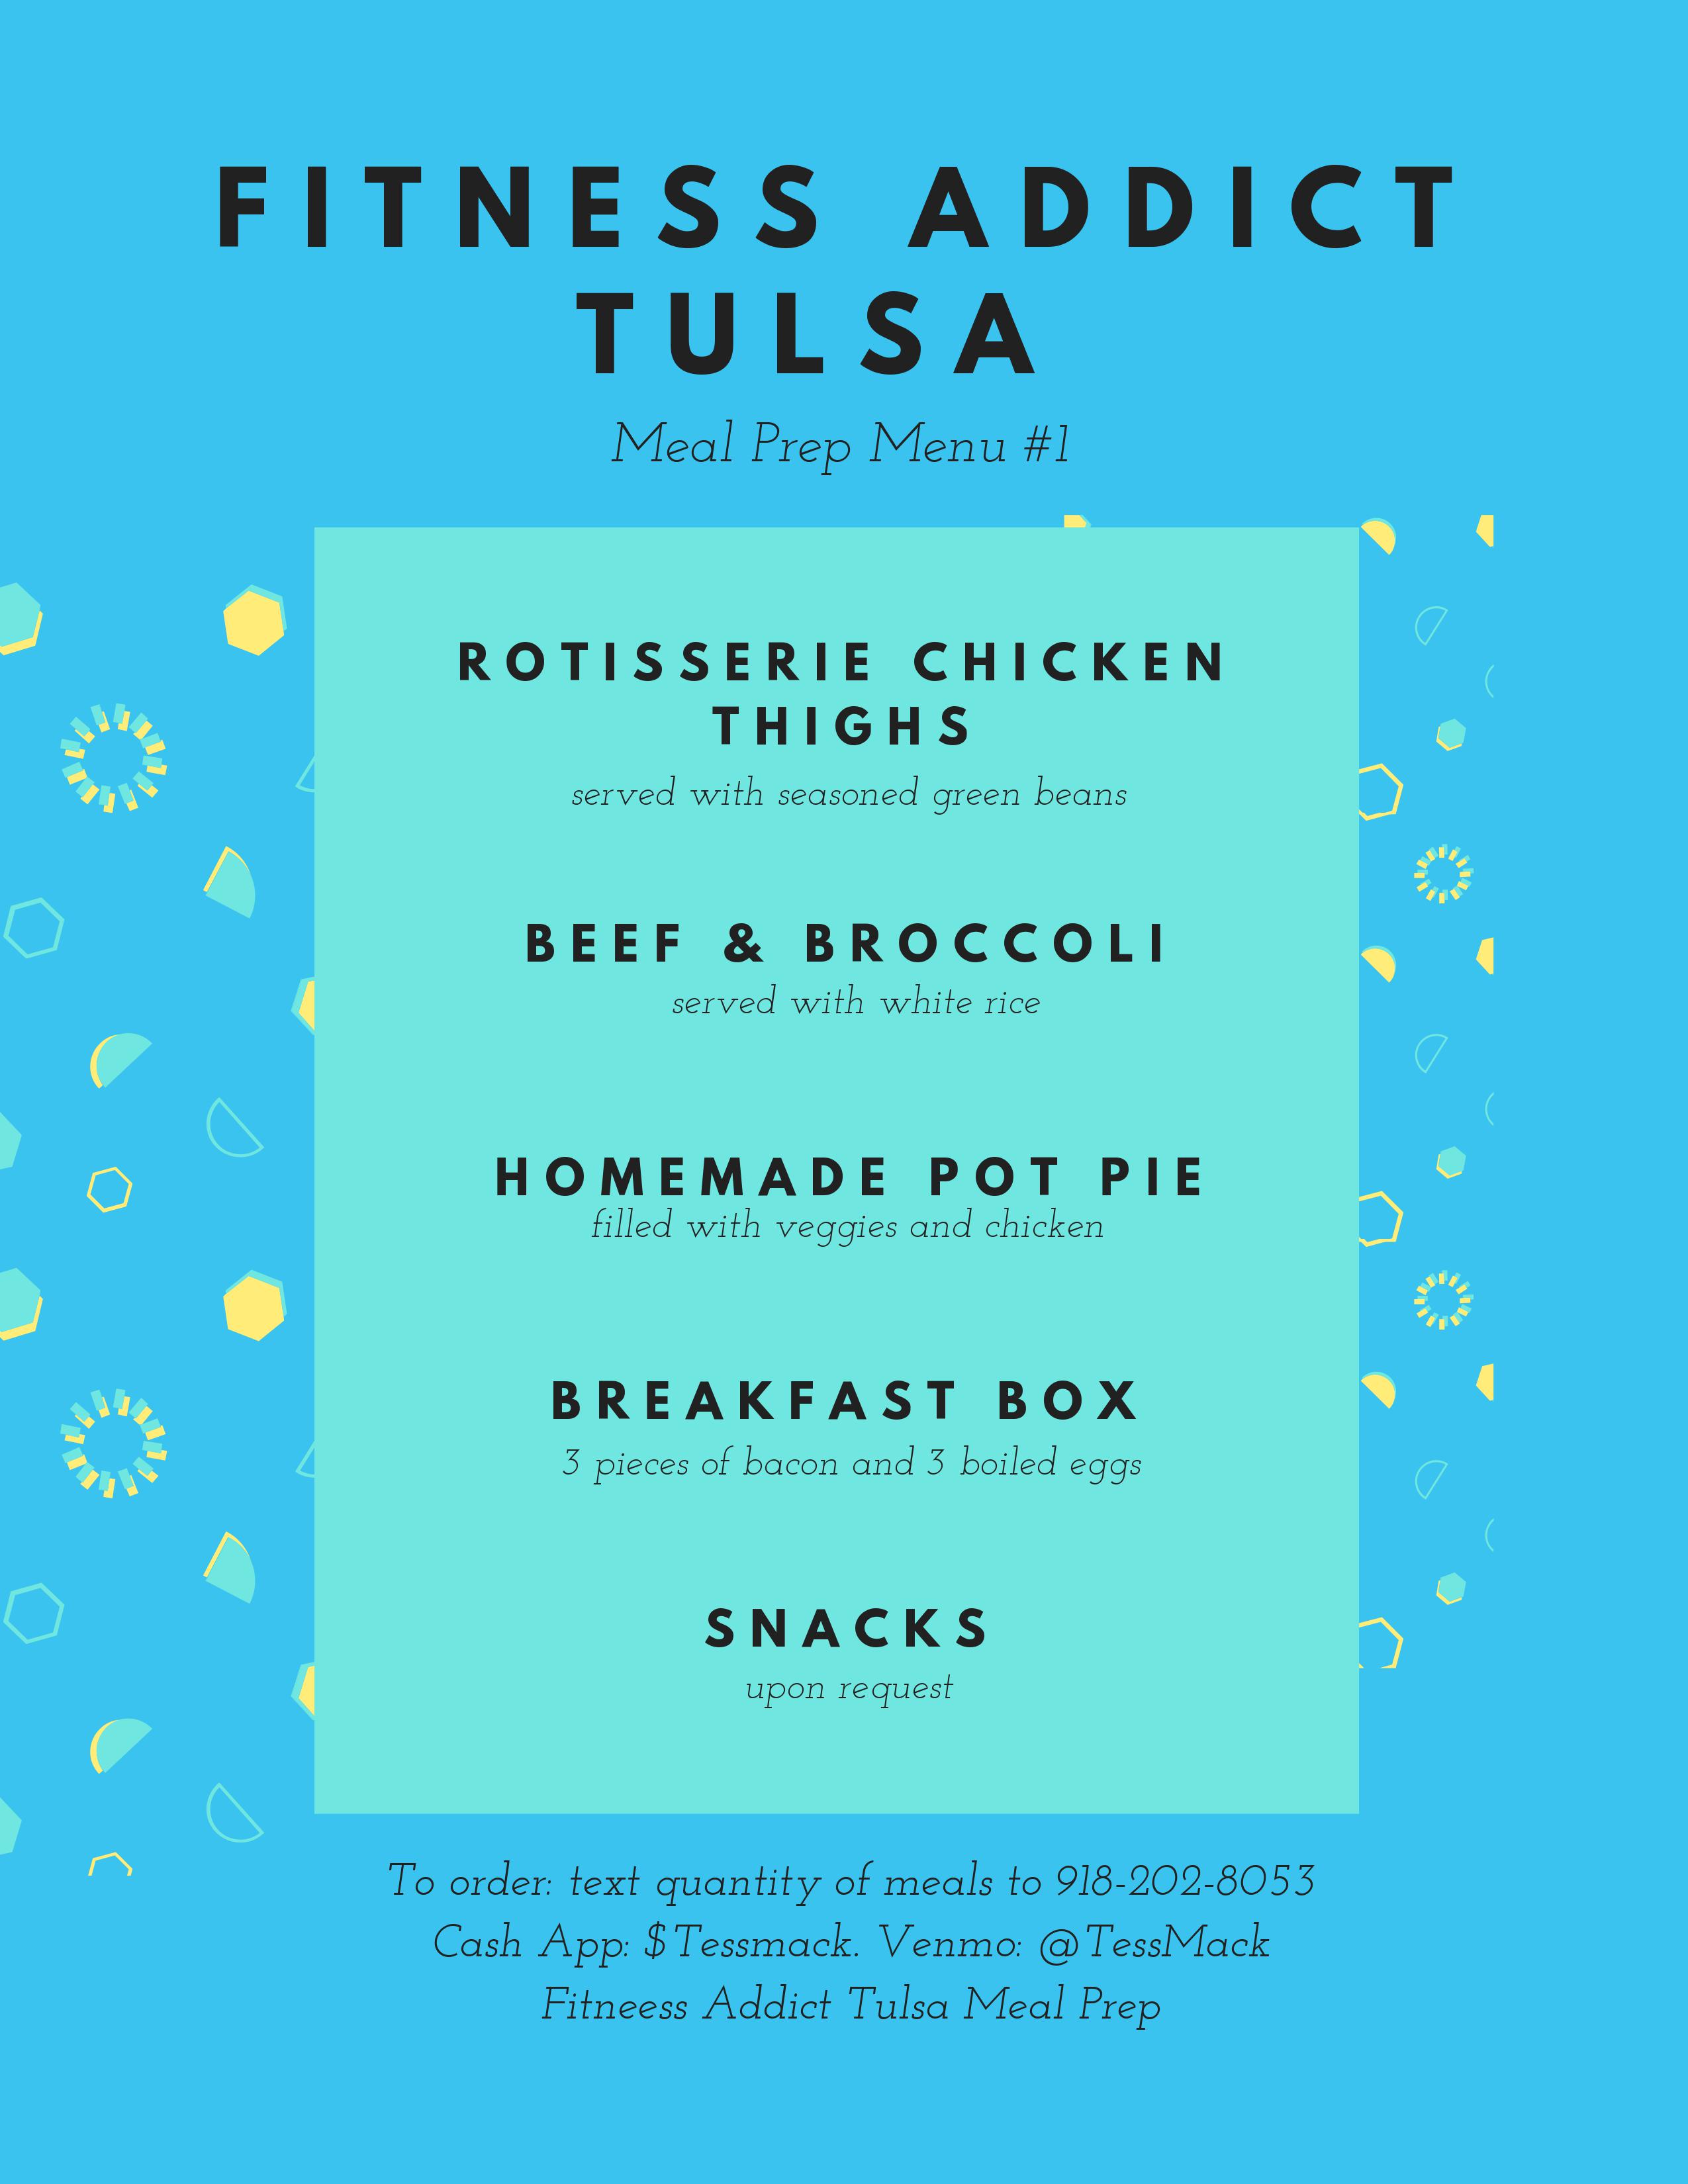 FITNESS ADDICT
TULSA
Meal Prep Menu #1
ROTISSERIE CHICKEN
THIGHS
served with seasoned green beans
BEEF & BROCCOLI
served with white rice
HOMEMADE POT PIE
filled with veggies and chicken
BREAKFAST BOX
3 pieces of bacon and 3 boiled eggs
SNACKS
upon request
To order: text quantity of meals to 918-202-8053
Cash App: $Tessmack. Venmo: @TessMack
Fitneess Addict Tulsa Meal Prep